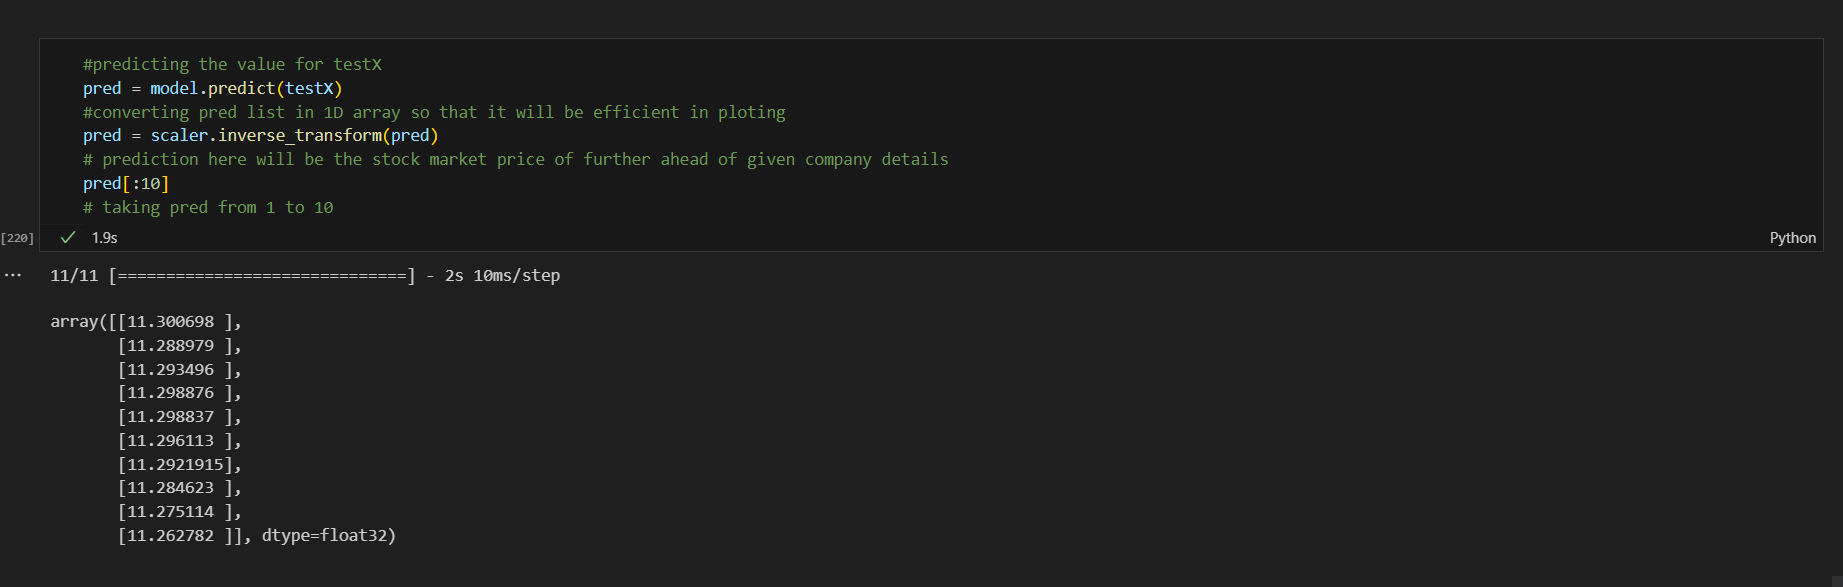 #predicting the value for testX
pred = model.predict(testX)
#converting pred list in 1D array so that it will be efficient in ploting
pred = scaler.inverse_transform(pred)
# prediction here will be the stock market price of further ahead of given company details
pred[:10]
# taking pred from 1 to 10
[220] ✓ 1.9s Python
... 11/11 [==============================] - 2s 10ms/step
array([[11.300698 ],
[11.288979 ],
[11.293496 ],
[11.298876 ],
[11.298837 ],
[11.296113 ],
[11.2921915],
[11.284623 ],
[11.275114 ],
[11.262782 ]], dtype=float32)